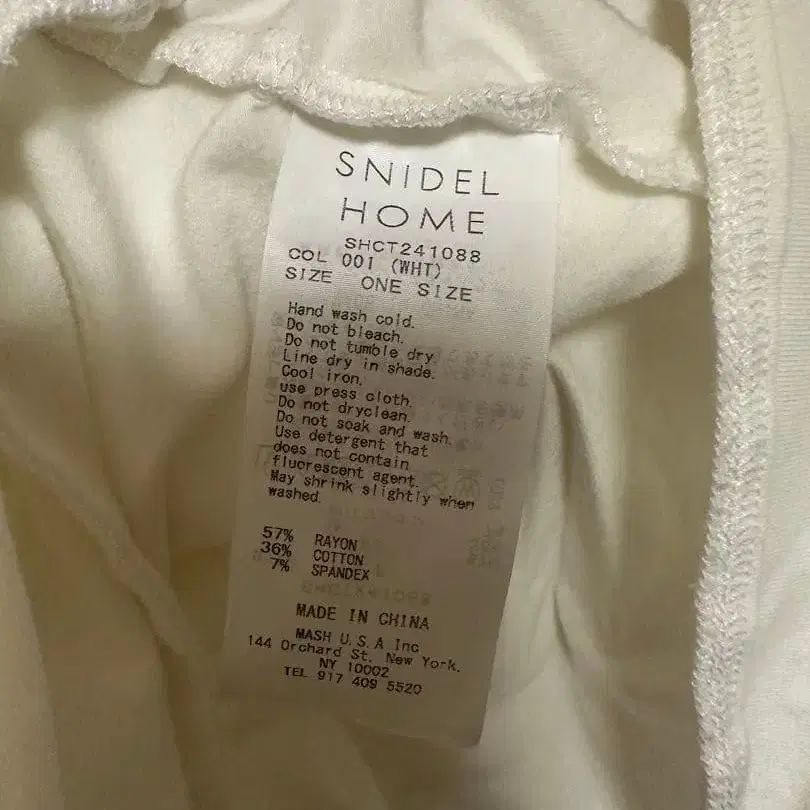 SNIDEL
HOME
SHCT241088
COL 001 (WHT)
SIZE ONE SIZE
Hand wash cold.
Do not bleach.
Do not tumble dry.
Line dry in shade.
Cool iron,
use press cloth.
Do not dryclean.
Do not soak and wash.
Use detergent that
does not contain
fluorescent agent.
May shrink slightly when
washed.
57% RAYON
36% COTTON
7% SPANDEX
MADE IN CHINA
MASH U.S.A Inc
144 Orchard St. New York.
NY 10002
TEL 917 409 5520